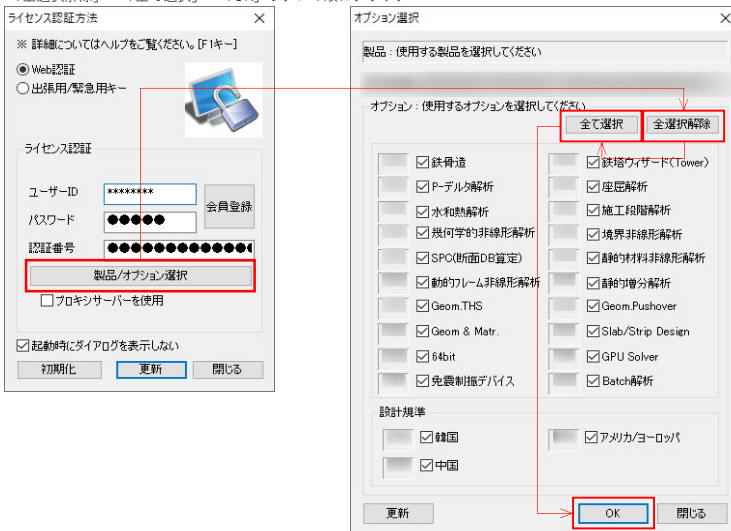 ライセンス認証方法
※ 詳細についてはヘルプをご覧ください。[F1キー]
Web認証
出張用/緊急用キー
ライセンス認証
ユーザーID ********
パスワード ●●●●●
会員登録
認証番号 ●●●●●●●●●●●●●
製品/オプション選択
プロキシサーバーを使用
起動時にダイアログを表示しない
初期化 更新 閉じる
オプション選択
製品 : 使用する製品を選択してください
オプション : 使用するオプションを選択してください
全て選択 全選択解除
鉄骨造 鉄塔ウィザード(Tower)
P-デルタ解析 座屈解析
水和熱解析 施工段階解析
幾何学的非線形解析 境界非線形解析
SPC(断面DB算定) 静的材料非線形解析
動的フレーム非線形解析 静的増分解析
Geom.THS Geom.Pushover
Geom & Matr. Slab/Strip Design
64bit GPU Solver
免震制振デバイス Batch解析
設計規準
韓国 アメリカ/ヨーロッパ
中国
更新 OK 閉じる